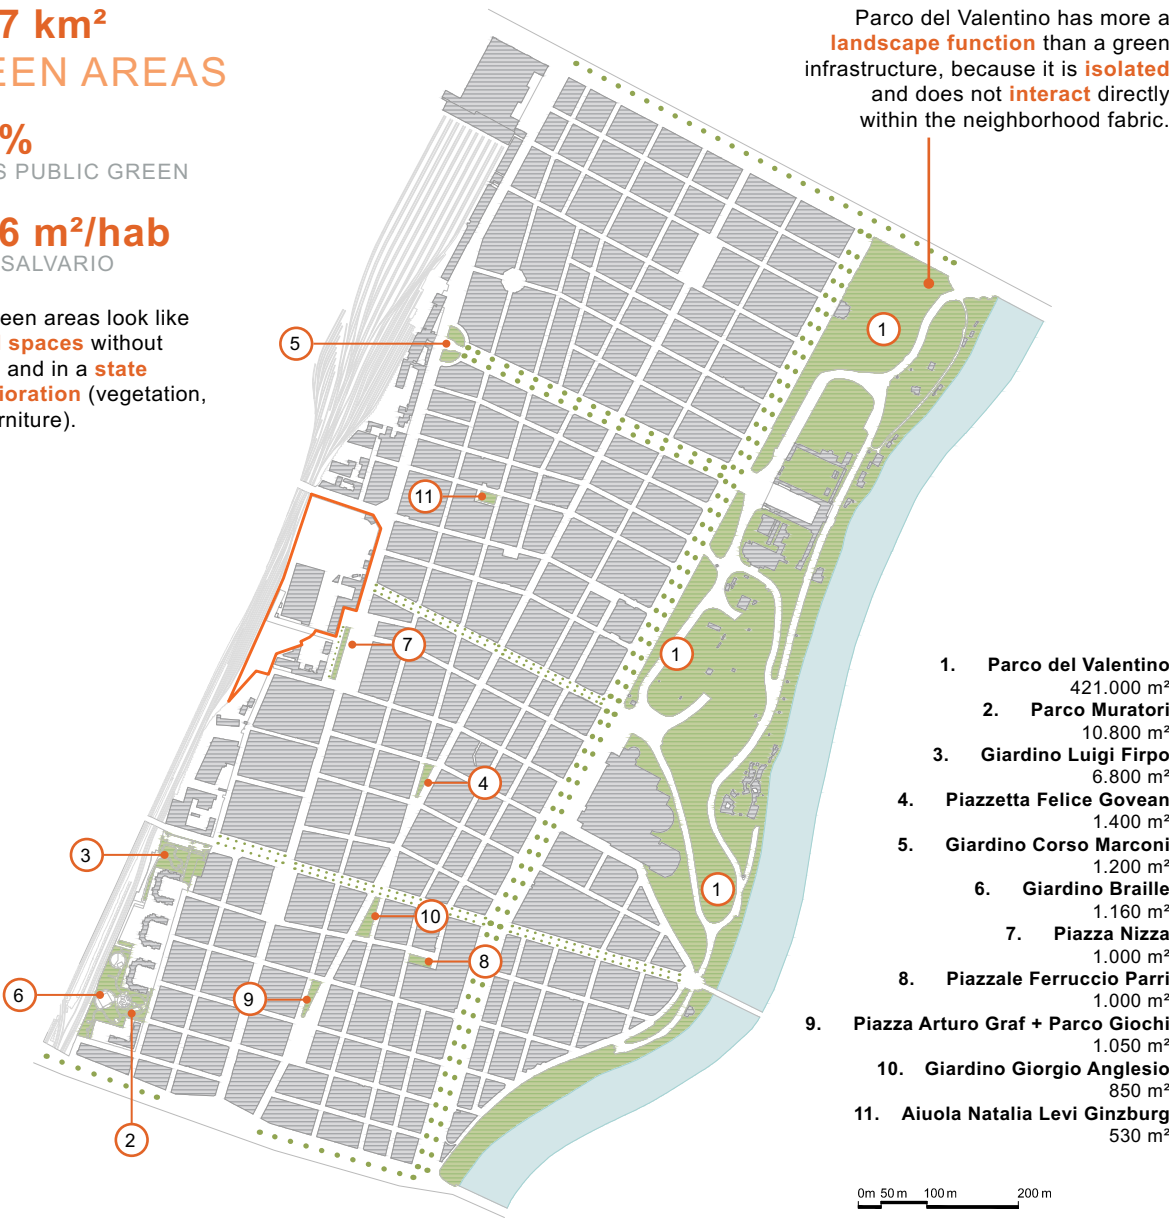 7 km²
EEN AREAS
%
S PUBLIC GREEN
6 m²/hab
SALVARIO
een areas look like
spaces without
and in a state
ioration (vegetation,
rniture).
Parco del Valentino has more a
landscape function than a green
infrastructure, because it is isolated
and does not interact directly
within the neighborhood fabric.
1
5
11
7
1
4
3
1
10
8
6
9
2
1. Parco del Valentino
421.000 m²
2. Parco Muratori
10.800 m²
3. Giardino Luigi Firpo
6.800 m²
4. Piazzetta Felice Govean
1.400 m²
5. Giardino Corso Marconi
1.200 m²
6. Giardino Braille
1.160 m²
7. Piazza Nizza
1.000 m²
8. Piazzale Ferruccio Parri
1.000 m²
9. Piazza Arturo Graf + Parco Giochi
1.050 m²
10. Giardino Giorgio Anglesio
850 m²
11. Aiuola Natalia Levi Ginzburg
530 m²
0m 50 m 100 m 200 m